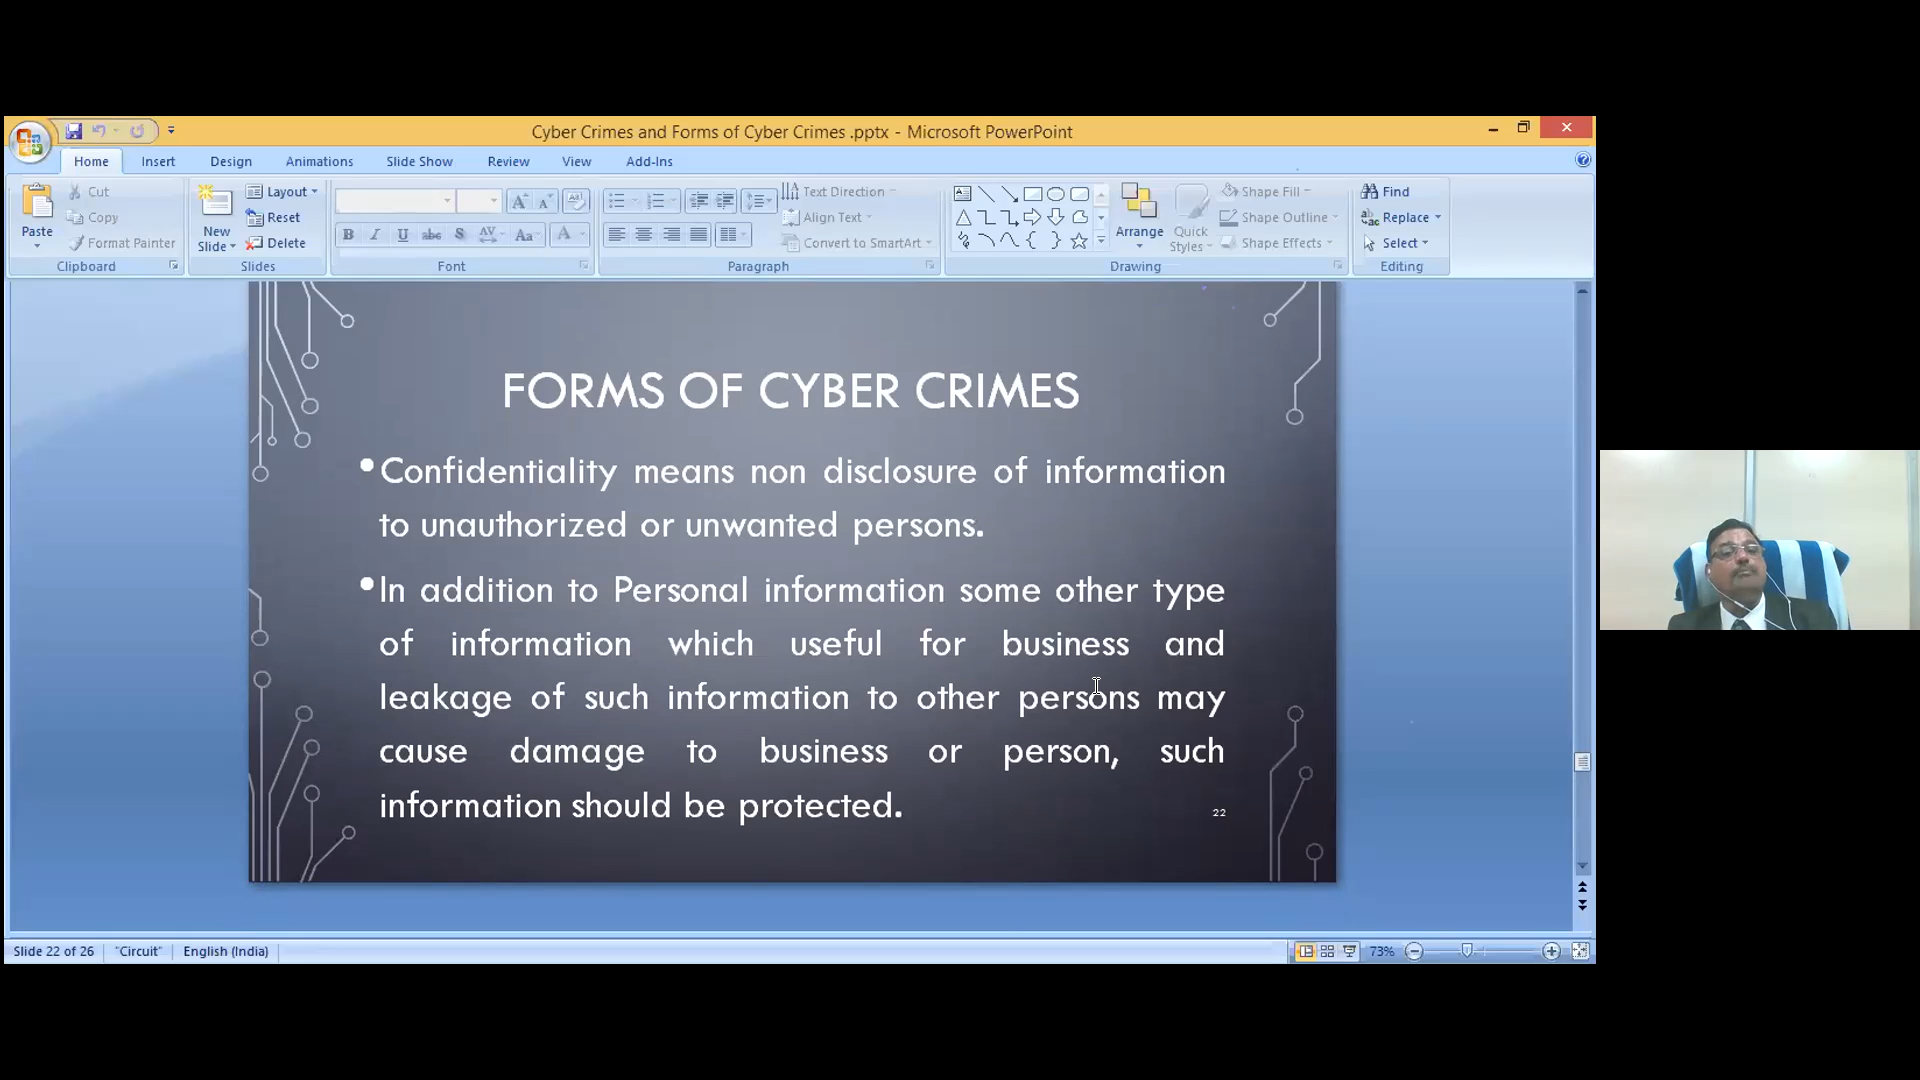 Cyber Crimes and Forms of Cyber Crimes .pptx - Microsoft PowerPoint
Home Insert Design Animations Slide Show Review View Add-Ins
Paste
Cut
Copy
Format Painter
Clipboard
New
Slide
Layout
Reset
Delete
Slides
Font
Text Direction
Align Text
Convert to SmartArt
Paragraph
Arrange
Quick
Styles
Shape Fill
Shape Outline
Shape Effects
Drawing
Find
Replace
Select
Editing
FORMS OF CYBER CRIMES
•Confidentiality means non disclosure of information
to unauthorized or unwanted persons.
•In addition to Personal information some other type
of information which useful for business and
leakage of such information to other persons may
cause damage to business or person, such
information should be protected.
22
Slide 22 of 26 "Circuit" English (India) 73%